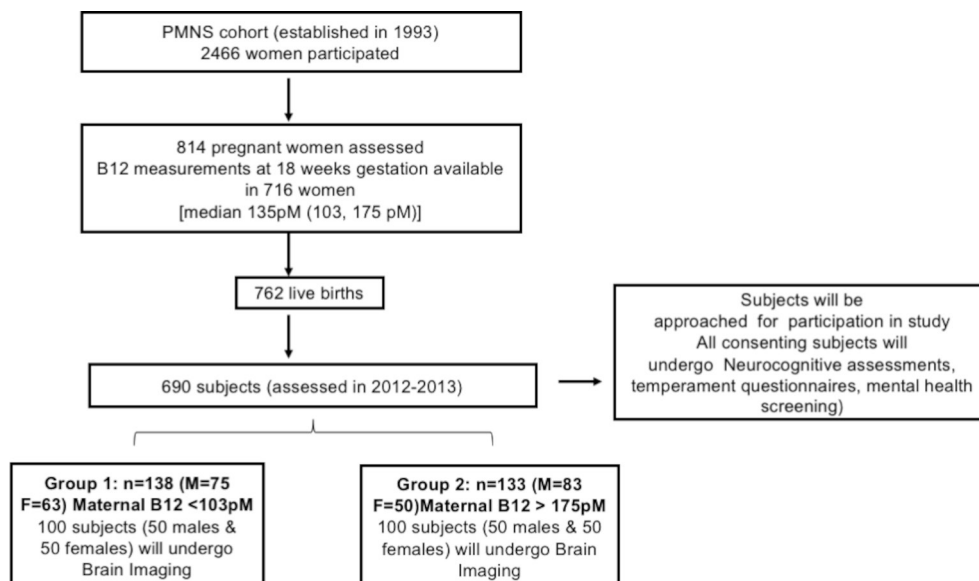 PMNS cohort (established in 1993)
2466 women participated
814 pregnant women assessed
B12 measurements at 18 weeks gestation available
in 716 women
[median 135pM (103, 175 pM)]
762 live births
Subjects will be
approached for participation in study
All consenting subjects will
undergo Neurocognitive assessments,
temperament questionnaires, mental health
screening)
690 subjects (assessed in 2012-2013)
Group 1: n=138 (M=75
F=63) Maternal B12 <103pM
100 subjects (50 males &
50 females) will undergo
Brain Imaging
Group 2: n=133 (M=83
F=50)Maternal B12 > 175pM
100 subjects (50 males & 50
females) will undergo Brain
Imaging